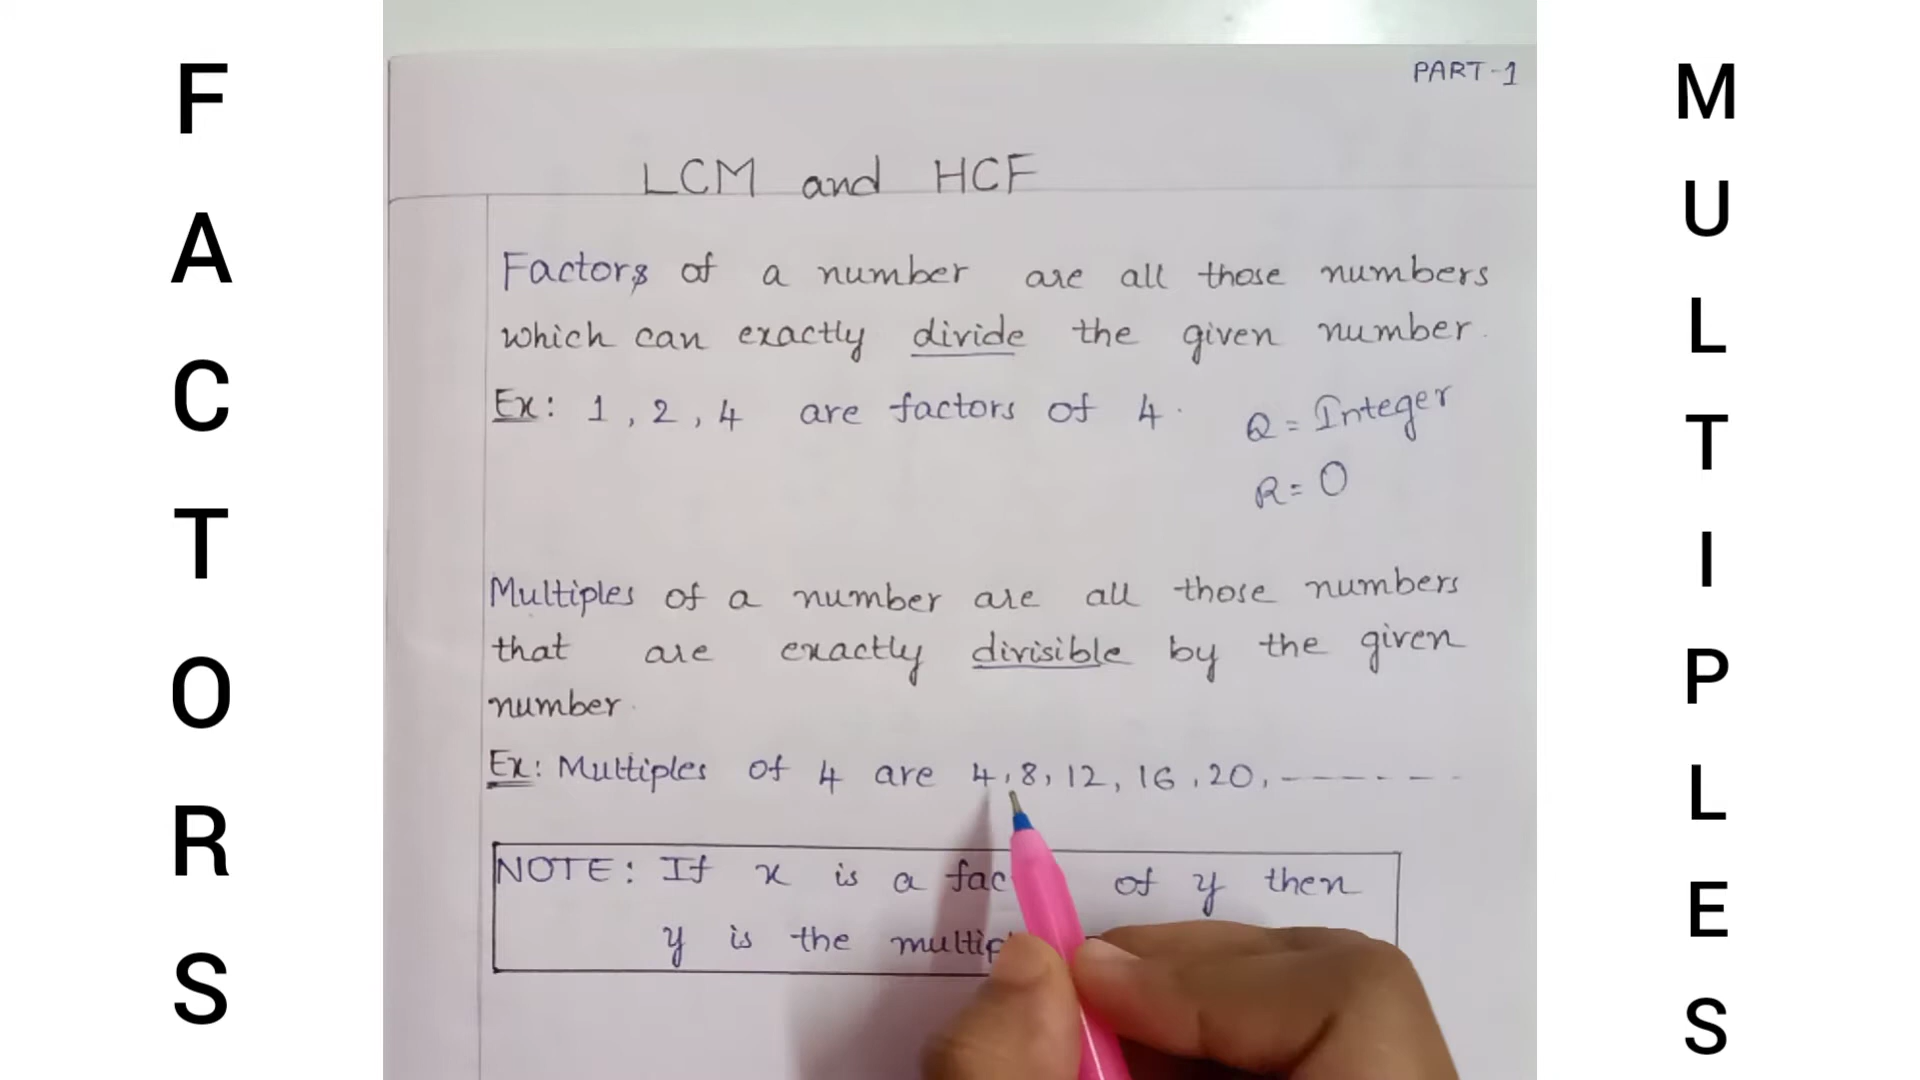 FACTORS
PART-1
LCM and HCF
Factors of a number are all those numbers
which can exactly divide the given number.
Ex: 1, 2, 4 are factors of 4.
Q = Integer
R = 0
Multiples of a number are all those numbers
that are exactly divisible by the given
number.
Ex: Multiples of 4 are 4, 8, 12, 16, 20, -------
NOTE: If x is a of y then
y is the
MULTIPLES